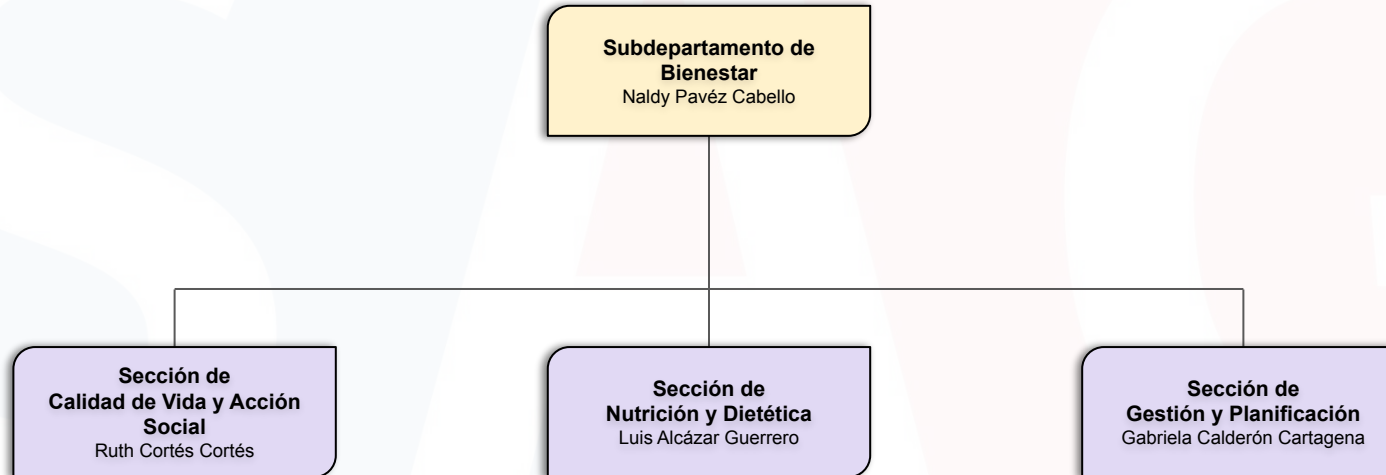 Subdepartamento de
Bienestar
Naldy Pavéz Cabello
Sección de
Calidad de Vida y Acción
Social
Ruth Cortés Cortés
Sección de
Nutrición y Dietética
Luis Alcázar Guerrero
Sección de
Gestión y Planificación
Gabriela Calderón Cartagena